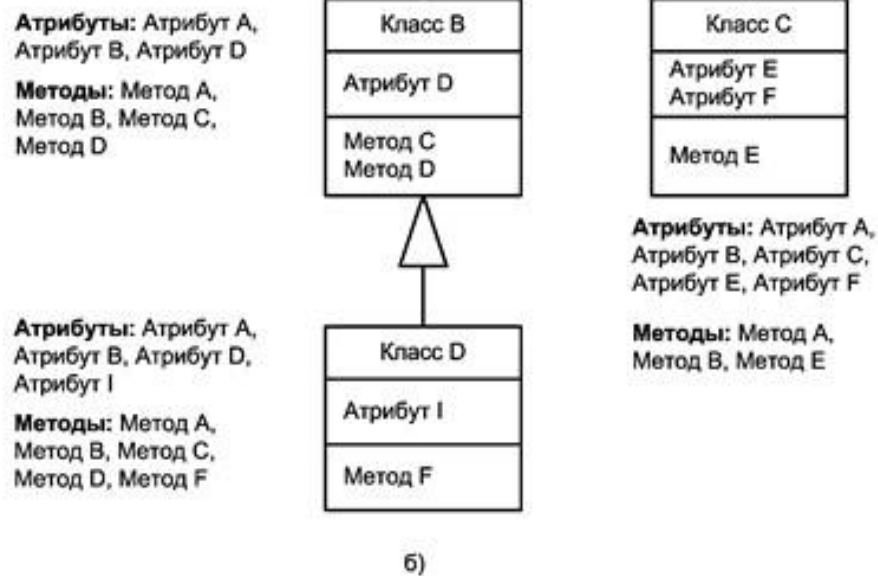 Атрибуты: Атрибут A,
Атрибут B, Атрибут D
Методы: Метод A,
Метод B, Метод C,
Метод D
Класс B
Атрибут D
Метод C
Метод D
Класс C
Атрибут E
Атрибут F
Метод E
Атрибуты: Атрибут A,
Атрибут B, Атрибут C,
Атрибут E, Атрибут F
Методы: Метод A,
Метод B, Метод E
Атрибуты: Атрибут A,
Атрибут B, Атрибут D,
Атрибут I
Методы: Метод A,
Метод B, Метод C,
Метод D, Метод F
Класс D
Атрибут I
Метод F
б)